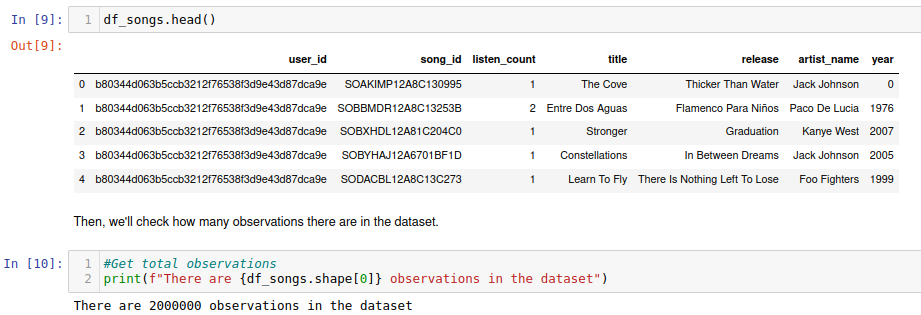 In [9]: 1 df_songs.head()
Out[9]:
user_id song_id listen_count title release artist_name year
0 b80344d063b5ccb3212f76538f3d9e43d87dca9e SOAKIMP12A8C130995 1 The Cove Thicker Than Water Jack Johnson 0
1 b80344d063b5ccb3212f76538f3d9e43d87dca9e SOBBMDR12A8C13253B 2 Entre Dos Aguas Flamenco Para Niños Paco De Lucia 1976
2 b80344d063b5ccb3212f76538f3d9e43d87dca9e SOBXHDL12A81C204C0 1 Stronger Graduation Kanye West 2007
3 b80344d063b5ccb3212f76538f3d9e43d87dca9e SOBYHAJ12A6701BF1D 1 Constellations In Between Dreams Jack Johnson 2005
4 b80344d063b5ccb3212f76538f3d9e43d87dca9e SODACBL12A8C13C273 1 Learn To Fly There Is Nothing Left To Lose Foo Fighters 1999
Then, we'll check how many observations there are in the dataset.
In [10]: 1 #Get total observations
2 print(f"There are {df_songs.shape[0]} observations in the dataset")
There are 2000000 observations in the dataset